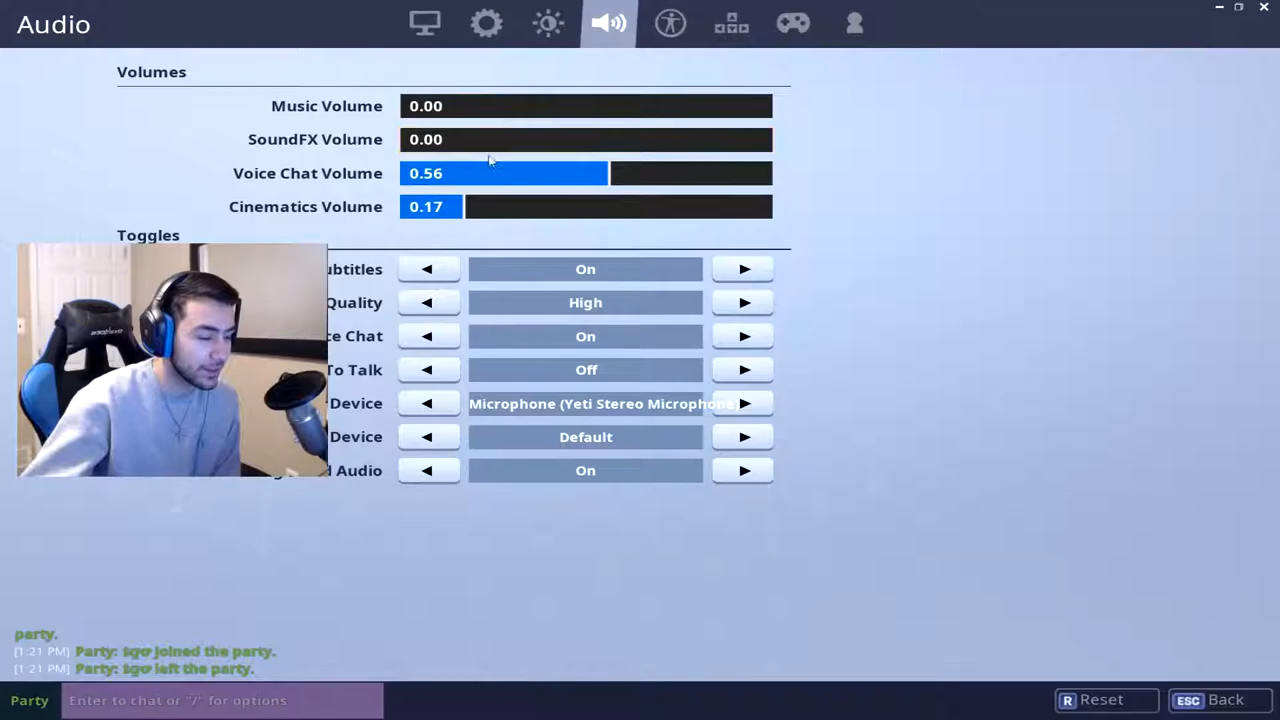 Audio
Volumes
Music Volume 0.00
SoundFX Volume 0.00
Voice Chat Volume 0.56
Cinematics Volume 0.17
Toggles
ubtitles On
Quality High
ce Chat On
To Talk Off
Device Microphone (Yeti Stereo Microphone)
Device Default
d Audio On
party.
[1:21 PM] Party: joined the party.
[1:21 PM] Party: left the party.
Party Enter to chat or "/" for options
R Reset ESC Back